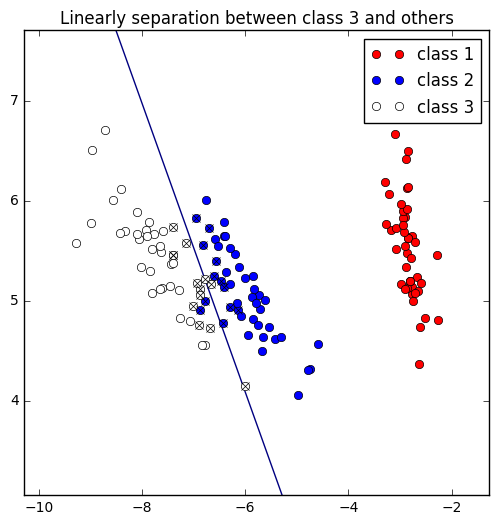 Linearly separation between class 3 and others
class 1
class 2
class 3
7
6
5
4
−10
−8
−6
−4
−2